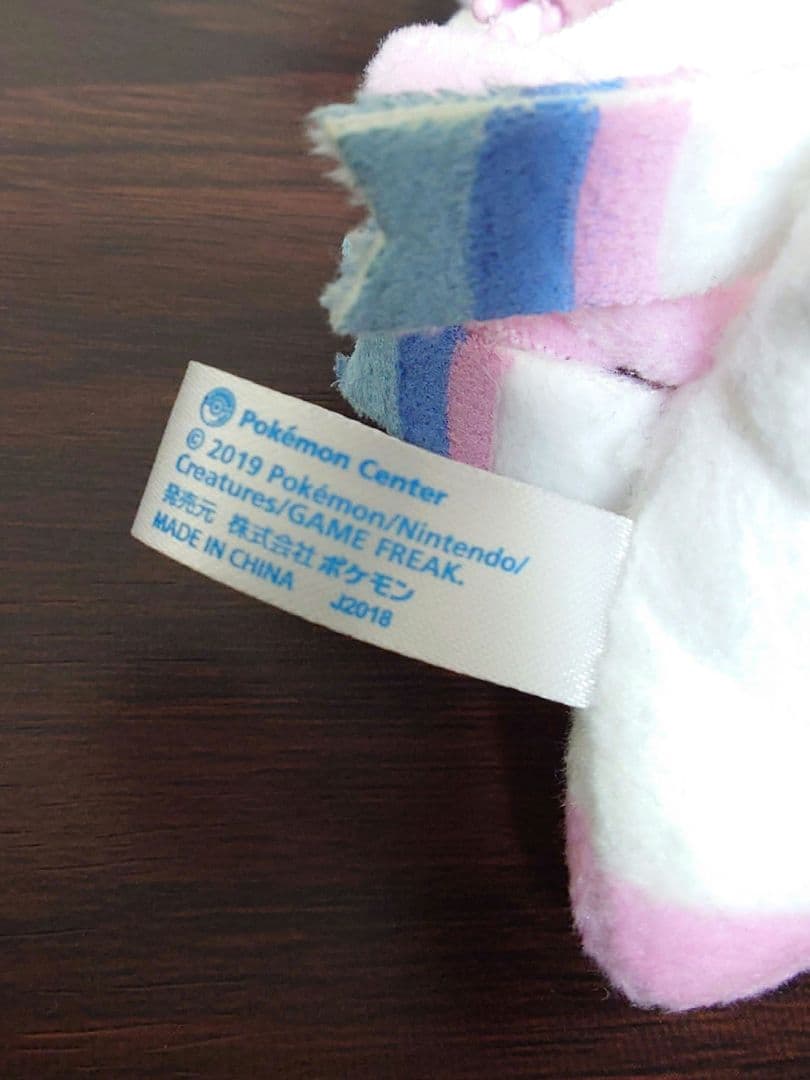 Pokémon Center
© 2019 Pokémon/Nintendo/
Creatures/GAME FREAK.
発売元 株式会社 ポケモン
MADE IN CHINA J2018